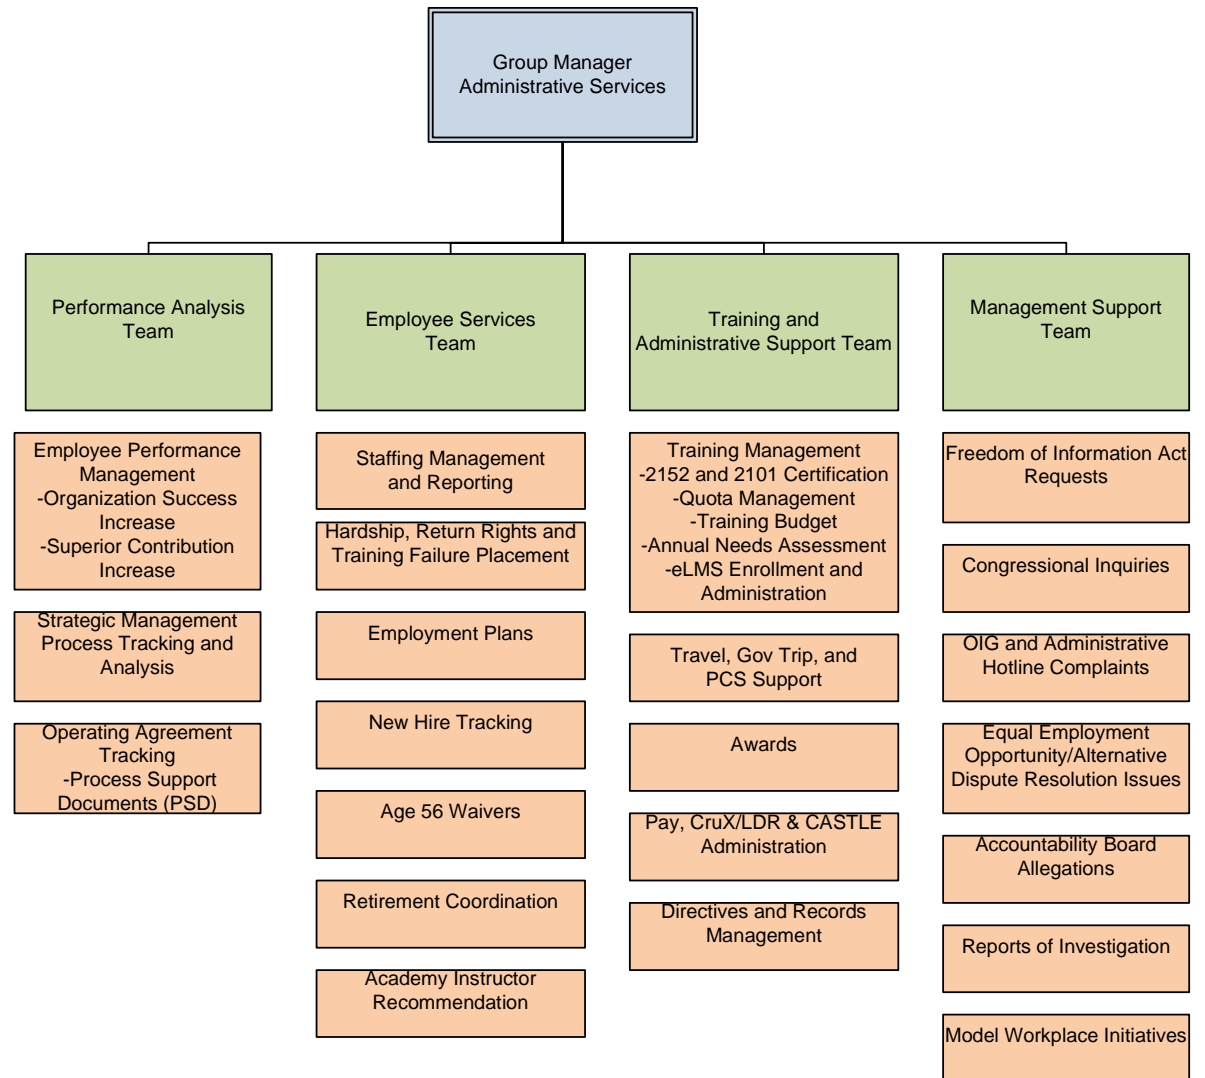 Group Manager
Administrative Services
Performance Analysis
Team
Employee Services
Team
Training and
Administrative Support Team
Management Support
Team
Employee Performance
Management
-Organization Success
Increase
-Superior Contribution
Increase
Strategic Management
Process Tracking and
Analysis
Operating Agreement
Tracking
-Process Support
Documents (PSD)
Staffing Management
and Reporting
Hardship, Return Rights and
Training Failure Placement
Employment Plans
New Hire Tracking
Age 56 Waivers
Retirement Coordination
Academy Instructor
Recommendation
Training Management
-2152 and 2101 Certification
-Quota Management
-Training Budget
-Annual Needs Assessment
-eLMS Enrollment and
Administration
Travel, Gov Trip, and
PCS Support
Awards
Pay, CruX/LDR & CASTLE
Administration
Directives and Records
Management
Freedom of Information Act
Requests
Congressional Inquiries
OIG and Administrative
Hotline Complaints
Equal Employment
Opportunity/Alternative
Dispute Resolution Issues
Accountability Board
Allegations
Reports of Investigation
Model Workplace Initiatives